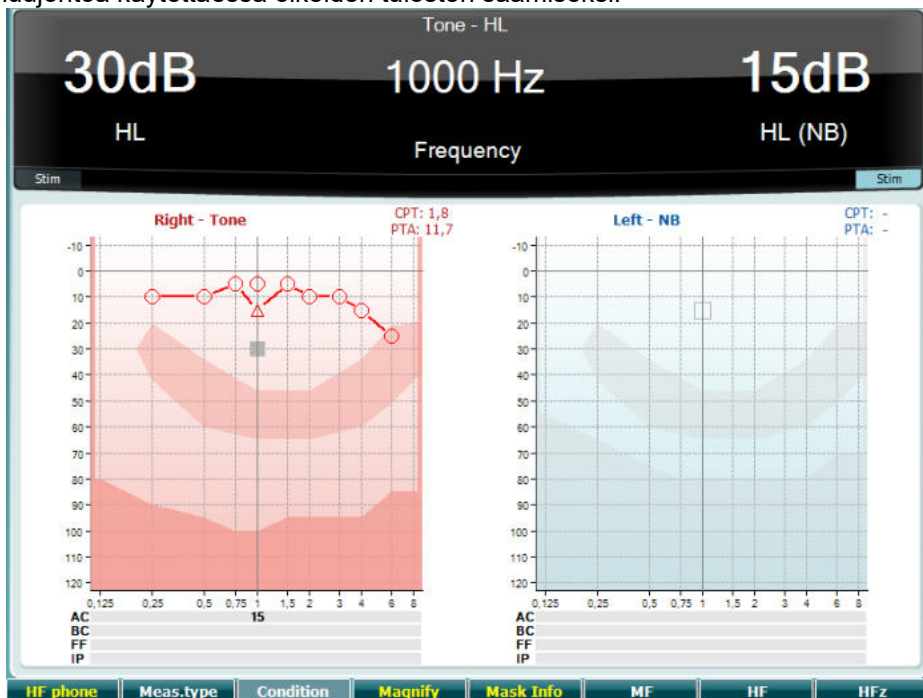 käytettäessä oikeiden tulosten saamiseksi.
Tone - HL
30dB 1000 Hz 15dB
HL Frequency HL (NB)
Stim Stim
Right - Tone CPT: 1,8 PTA: 11,7
Left - NB CPT: - PTA: -
-10 -10
0 0
10 10
20 20
30 30
40 40
50 50
60 60
70 70
80 80
90 90
100 100
110 110
120 120
0,125 0,25 0,5 0,75 1 1,5 2 3 4 6 8 0,125 0,25 0,5 0,75 1 1,5 2 3 4 6 8
AC 15 AC
BC BC
FF FF
IP IP
HF phone Meas.type Condition Magnify Mask Info MF HF HFz